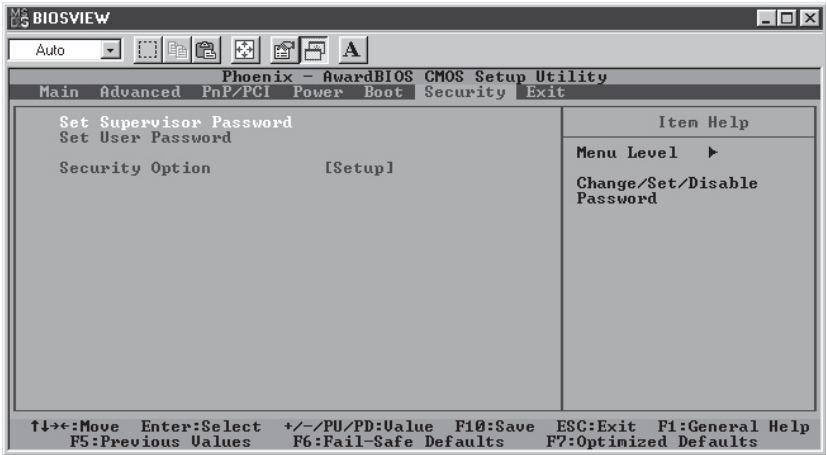 MS DOS BIOSVIEW
Auto A
Phoenix - AwardBIOS CMOS Setup Utility
Main Advanced PnP/PCI Power Boot Security Exit
Set Supervisor Password
Set User Password
Security Option [Setup]
Item Help
Menu Level ▶
Change/Set/Disable
Password
↑↓→←:Move Enter:Select +/-/PU/PD:Value F10:Save ESC:Exit F1:General Help
F5:Previous Values F6:Fail-Safe Defaults F7:Optimized Defaults